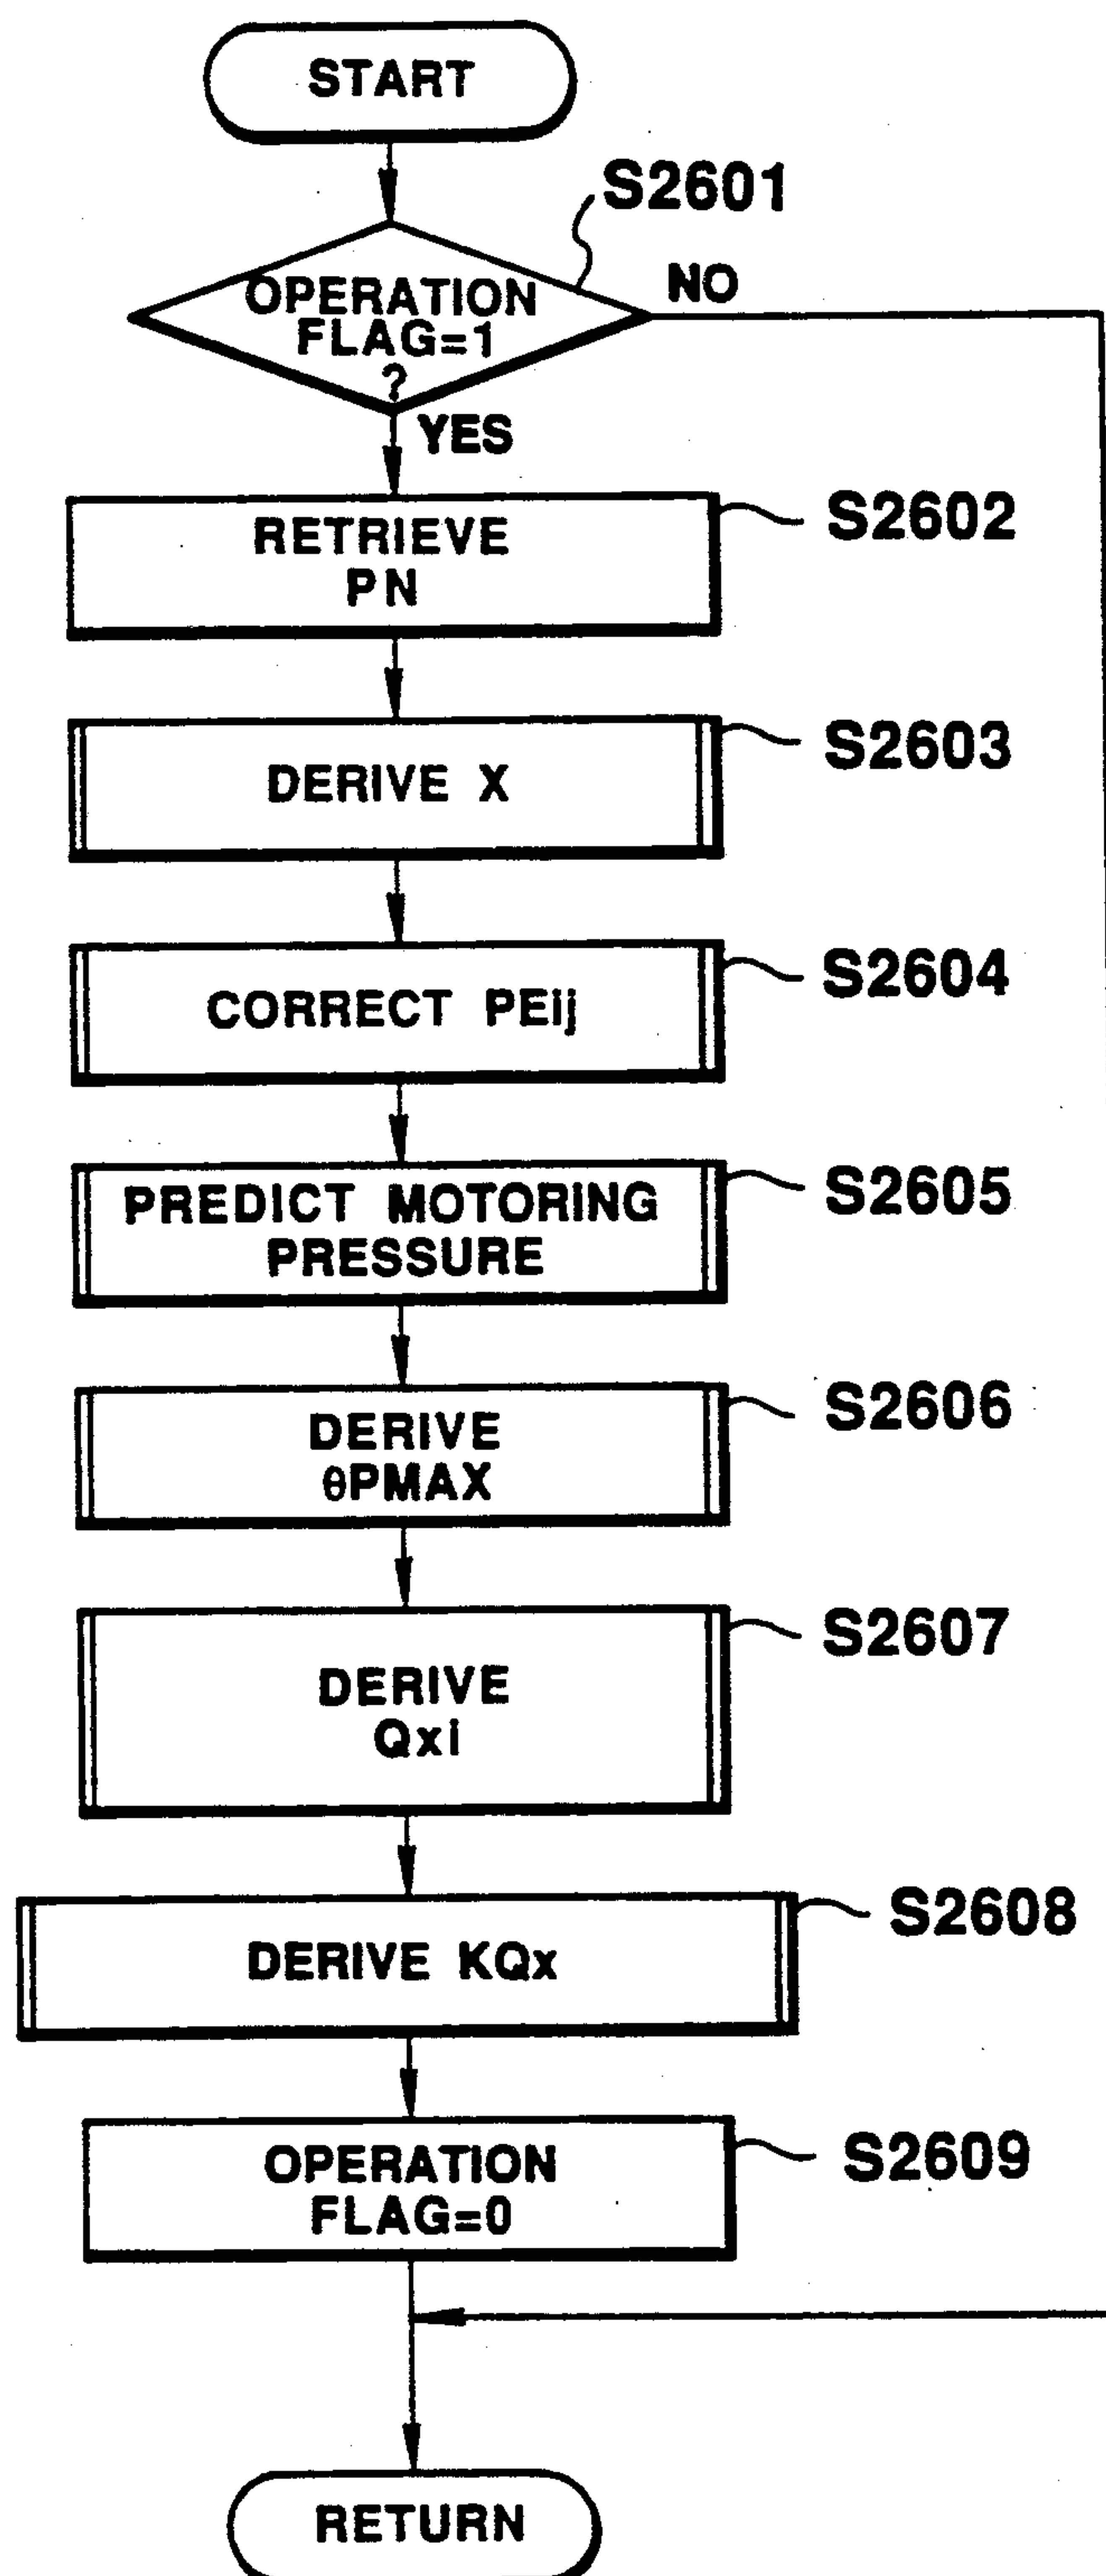 START
S2601
OPERATION
FLAG=1
?
NO
YES
RETRIEVE
PN
S2602
DERIVE X
S2603
CORRECT PEij
S2604
PREDICT MOTORING
PRESSURE
S2605
DERIVE
θPMAX
S2606
DERIVE
Qxi
S2607
DERIVE KQx
S2608
OPERATION
FLAG=0
S2609
RETURN